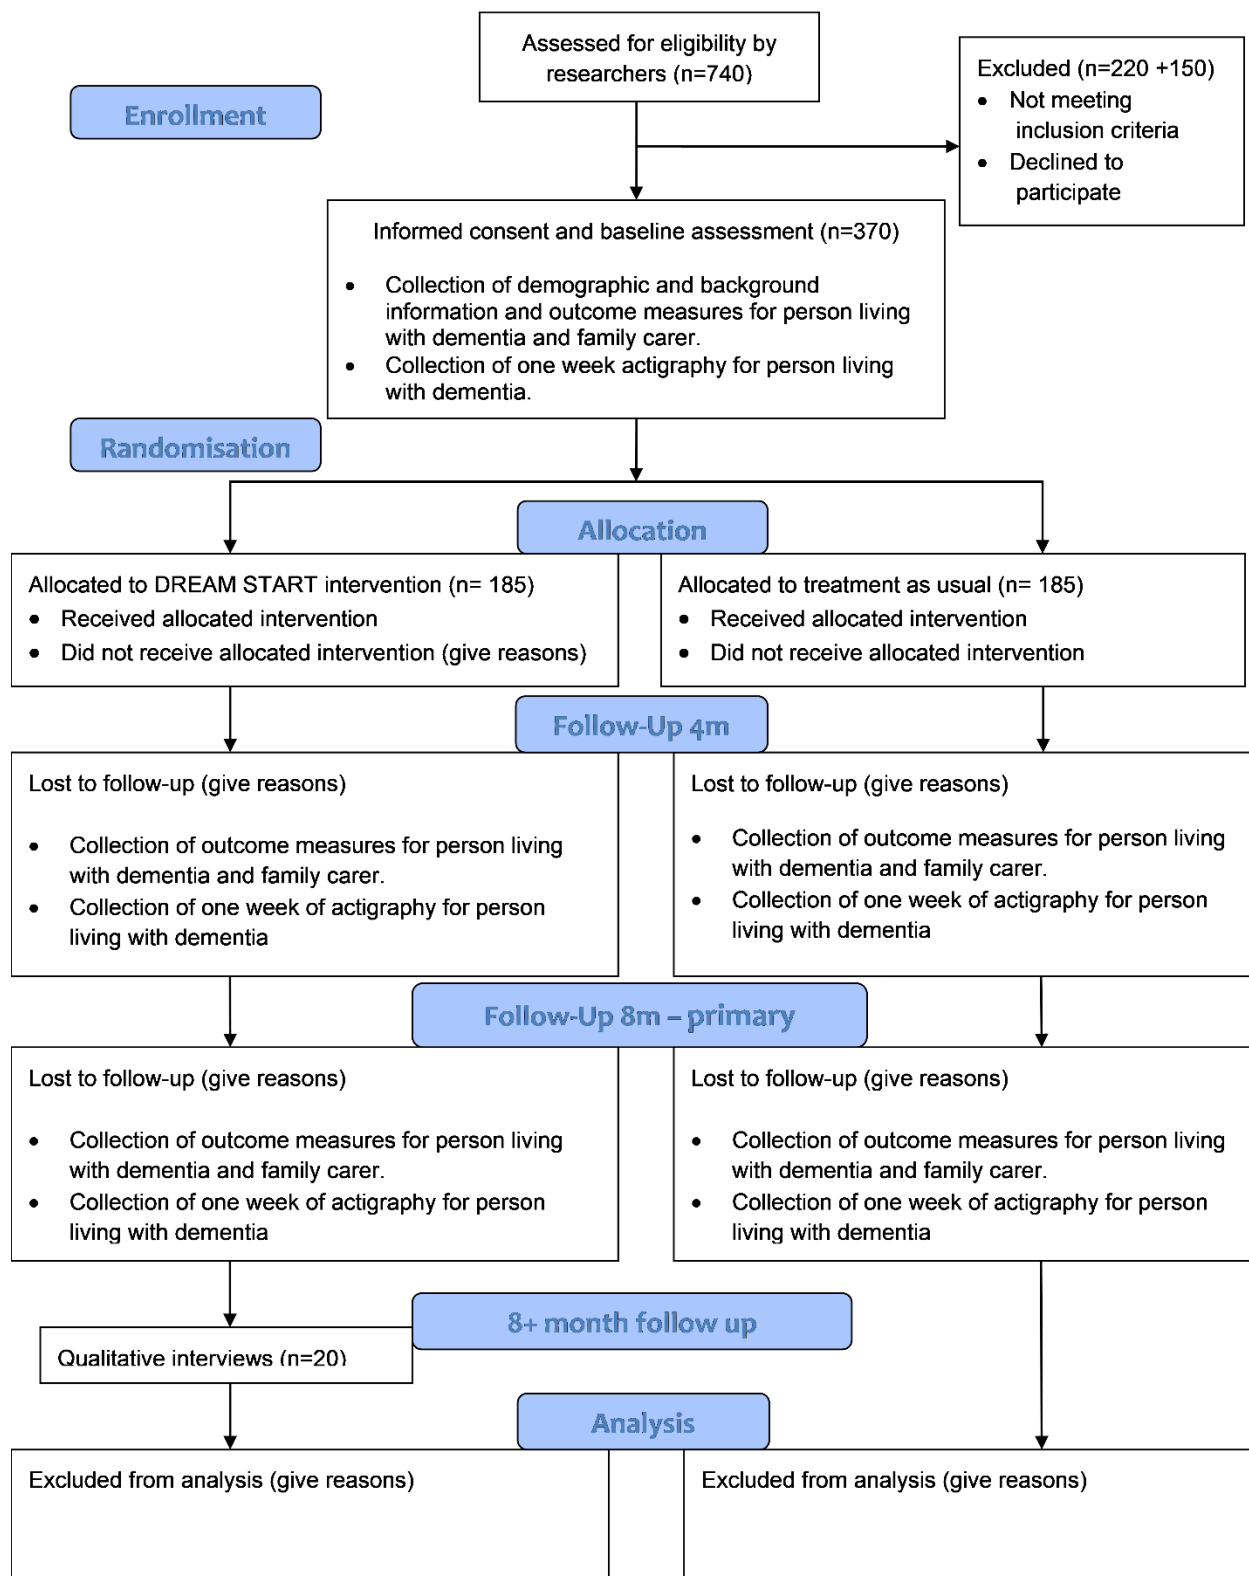 Assessed for eligibility by
researchers (n=740)
Excluded (n=220 +150)
• Not meeting
inclusion criteria
• Declined to
participate
Enrollment
Informed consent and baseline assessment (n=370)
• Collection of demographic and background
information and outcome measures for person living
with dementia and family carer.
• Collection of one week actigraphy for person living
with dementia.
Randomisation
Allocation
Allocated to DREAM START intervention (n= 185)
• Received allocated intervention
• Did not receive allocated intervention (give reasons)
Allocated to treatment as usual (n= 185)
• Received allocated intervention
• Did not receive allocated intervention
Follow-Up 4m
Lost to follow-up (give reasons)
• Collection of outcome measures for person living
with dementia and family carer.
• Collection of one week of actigraphy for person
living with dementia
Lost to follow-up (give reasons)
• Collection of outcome measures for person living
with dementia and family carer.
• Collection of one week of actigraphy for person
living with dementia
Follow-Up 8m – primary
Lost to follow-up (give reasons)
• Collection of outcome measures for person living
with dementia and family carer.
• Collection of one week of actigraphy for person
living with dementia
Lost to follow-up (give reasons)
• Collection of outcome measures for person living
with dementia and family carer.
• Collection of one week of actigraphy for person
living with dementia
8+ month follow up
Qualitative interviews (n=20)
Analysis
Excluded from analysis (give reasons)
Excluded from analysis (give reasons)